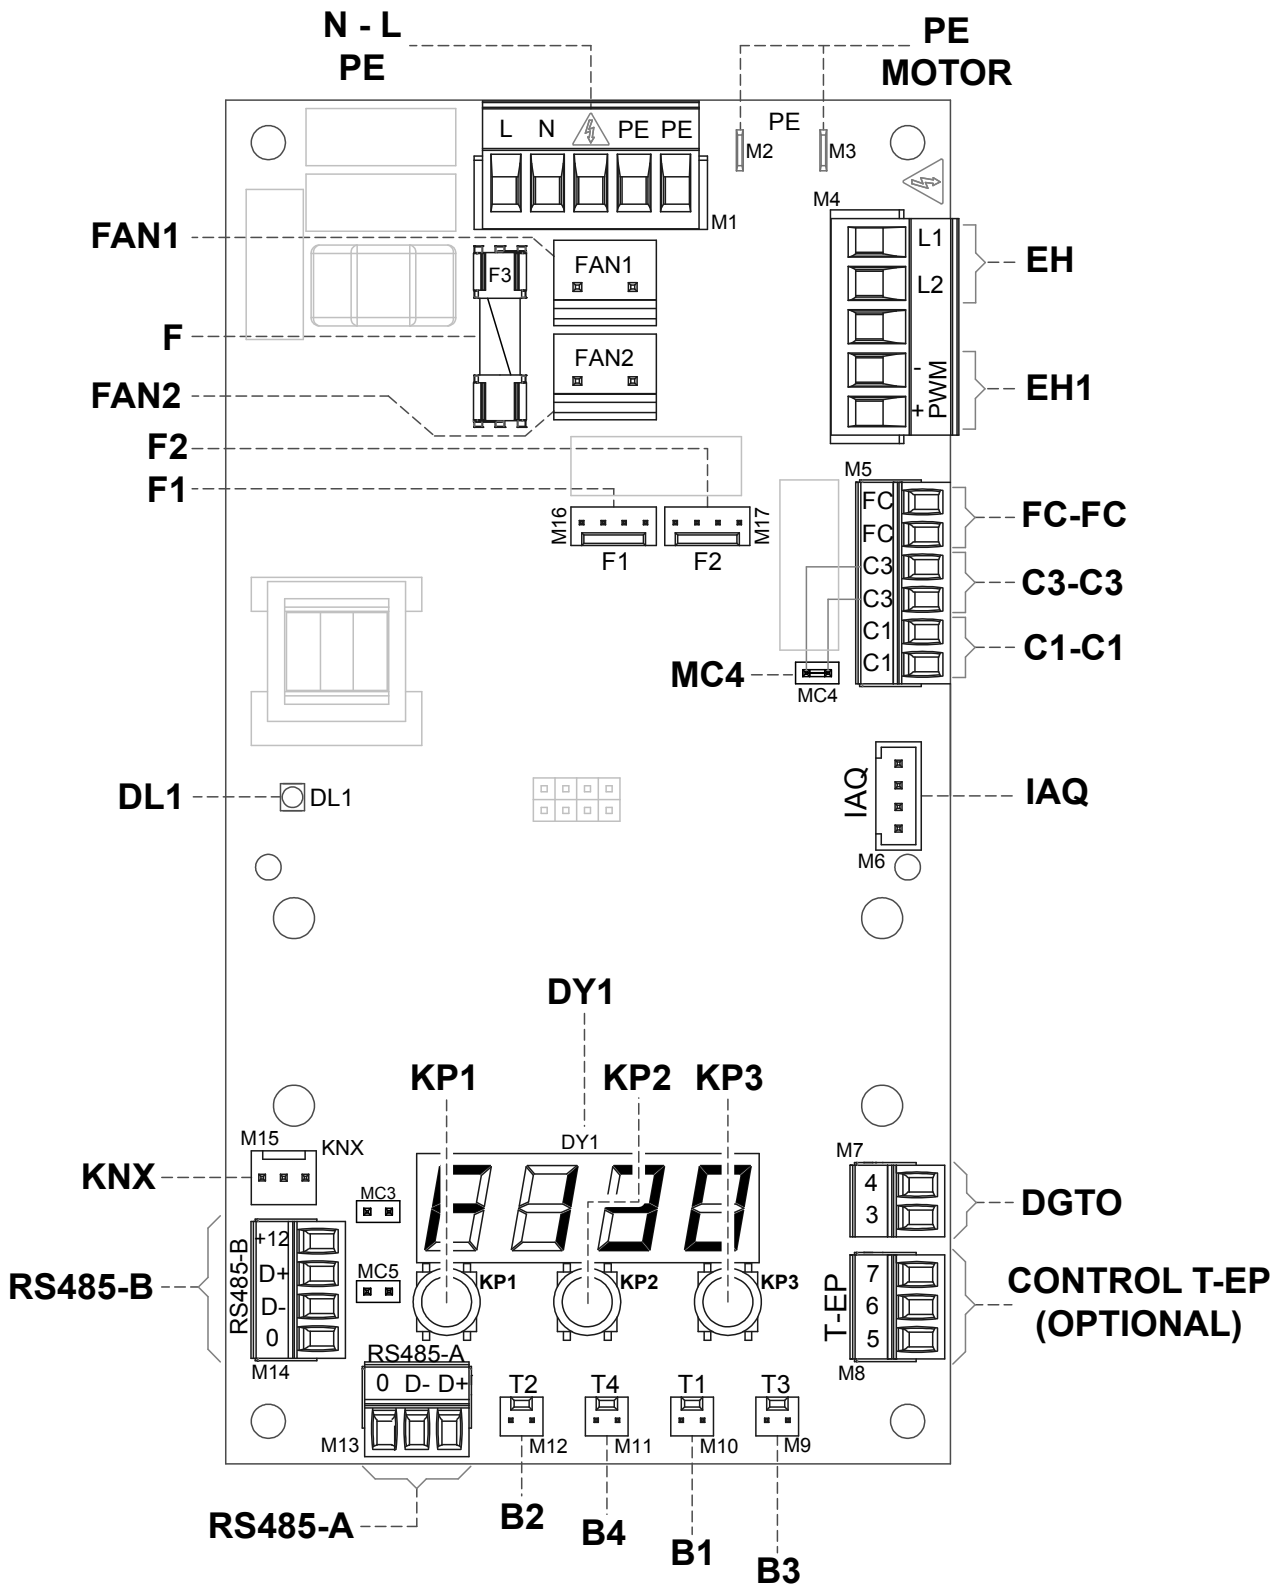 N - L
PE
PE
MOTOR
L N PE PE
M1
PE
M2
M3
M4
L1
L2
-
+
PWM
EH
EH1
FAN1
FAN1
F3
F
FAN2
FAN2
F2
F1
M16
F1
F2
M17
M5
FC
FC
C3
C3
C1
C1
FC-FC
C3-C3
C1-C1
MC4
MC4
DL1
DL1
IAQ
M6
IAQ
DY1
KP1
KP2
KP3
DY1
F120
KP1
KP2
KP3
M15
KNX
KNX
MC3
MC5
RS485-B
RS485-B
+12
D+
D-
0
M14
RS485-A
0 D- D+
M13
RS485-A
T2
M12
B2
T4
M11
B4
T1
M10
B1
T3
M9
B3
M7
4
3
DGTO
T-EP
7
6
5
M8
CONTROL T-EP
(OPTIONAL)